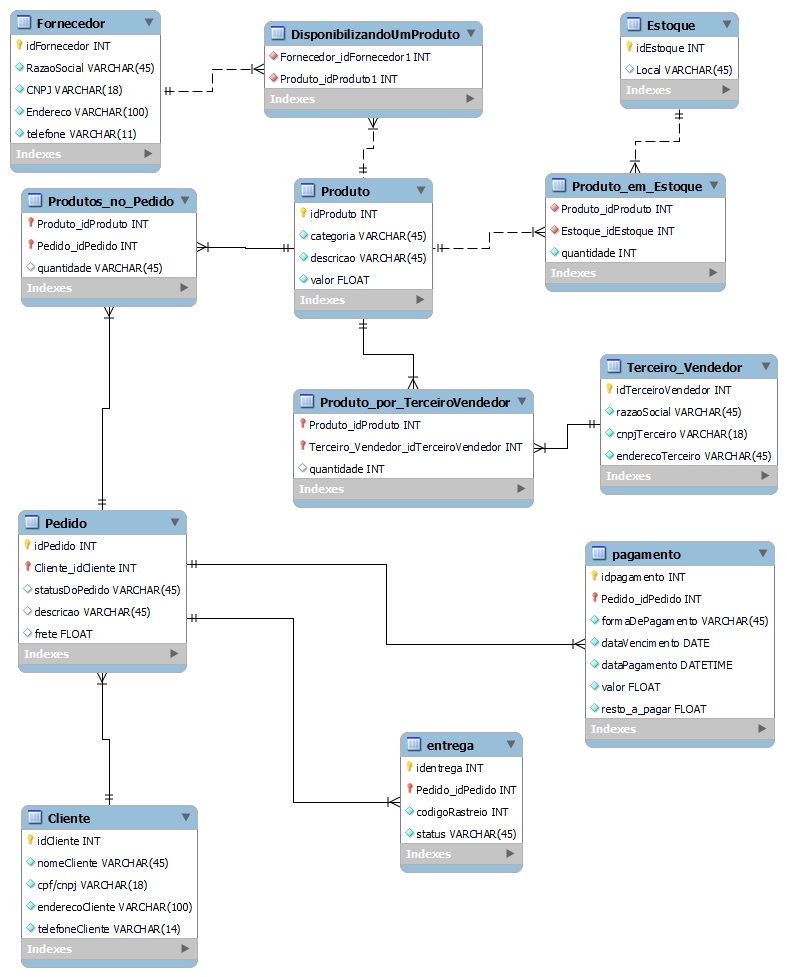 Fornecedor
idFornecedor INT
RazaoSocial VARCHAR(45)
CNPJ VARCHAR(18)
Endereco VARCHAR(100)
telefone VARCHAR(11)
Indexes
DisponibilizandoUmProduto
Fornecedor_idFornecedor1 INT
Produto_idProduto1 INT
Indexes
Estoque
idEstoque INT
Local VARCHAR(45)
Indexes
Produtos_no_Pedido
Produto_idProduto INT
Pedido_idPedido INT
quantidade VARCHAR(45)
Indexes
Produto
idProduto INT
categoria VARCHAR(45)
descricao VARCHAR(45)
valor FLOAT
Indexes
Produto_em_Estoque
Produto_idProduto INT
Estoque_idEstoque INT
quantidade INT
Indexes
Produto_por_TerceiroVendedor
Produto_idProduto INT
Terceiro_Vendedor_idTerceiroVendedor INT
quantidade INT
Indexes
Terceiro_Vendedor
idTerceiroVendedor INT
razaoSocial VARCHAR(45)
cnpjTerceiro VARCHAR(18)
enderecoTerceiro VARCHAR(45)
Indexes
Pedido
idPedido INT
Cliente_idCliente INT
statusDoPedido VARCHAR(45)
descricao VARCHAR(45)
frete FLOAT
Indexes
pagamento
idpagamento INT
Pedido_idPedido INT
formaDePagamento VARCHAR(45)
dataVencimento DATE
dataPagamento DATETIME
valor FLOAT
resto_a_pagar FLOAT
Indexes
entrega
identrega INT
Pedido_idPedido INT
codigoRastreio INT
status VARCHAR(45)
Indexes
Cliente
idCliente INT
nomeCliente VARCHAR(45)
cpf/cnpj VARCHAR(18)
enderecoCliente VARCHAR(100)
telefoneCliente VARCHAR(14)
Indexes